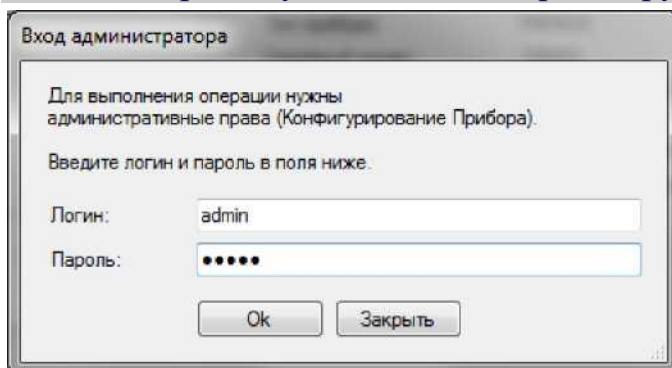 Вход администратора
Для выполнения операции нужны
административные права (Конфигурирование Прибора).
Введите логин и пароль в поля ниже.
Логин: admin
Пароль: •••••
Ok Закрыть